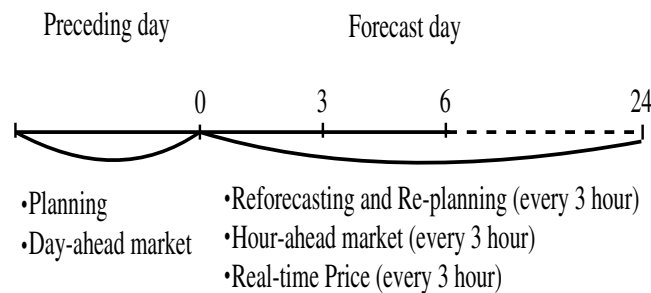 Preceding day Forecast day
0 3 6 24
•Planning
•Day-ahead market
•Reforecasting and Re-planning (every 3 hour)
•Hour-ahead market (every 3 hour)
•Real-time Price (every 3 hour)